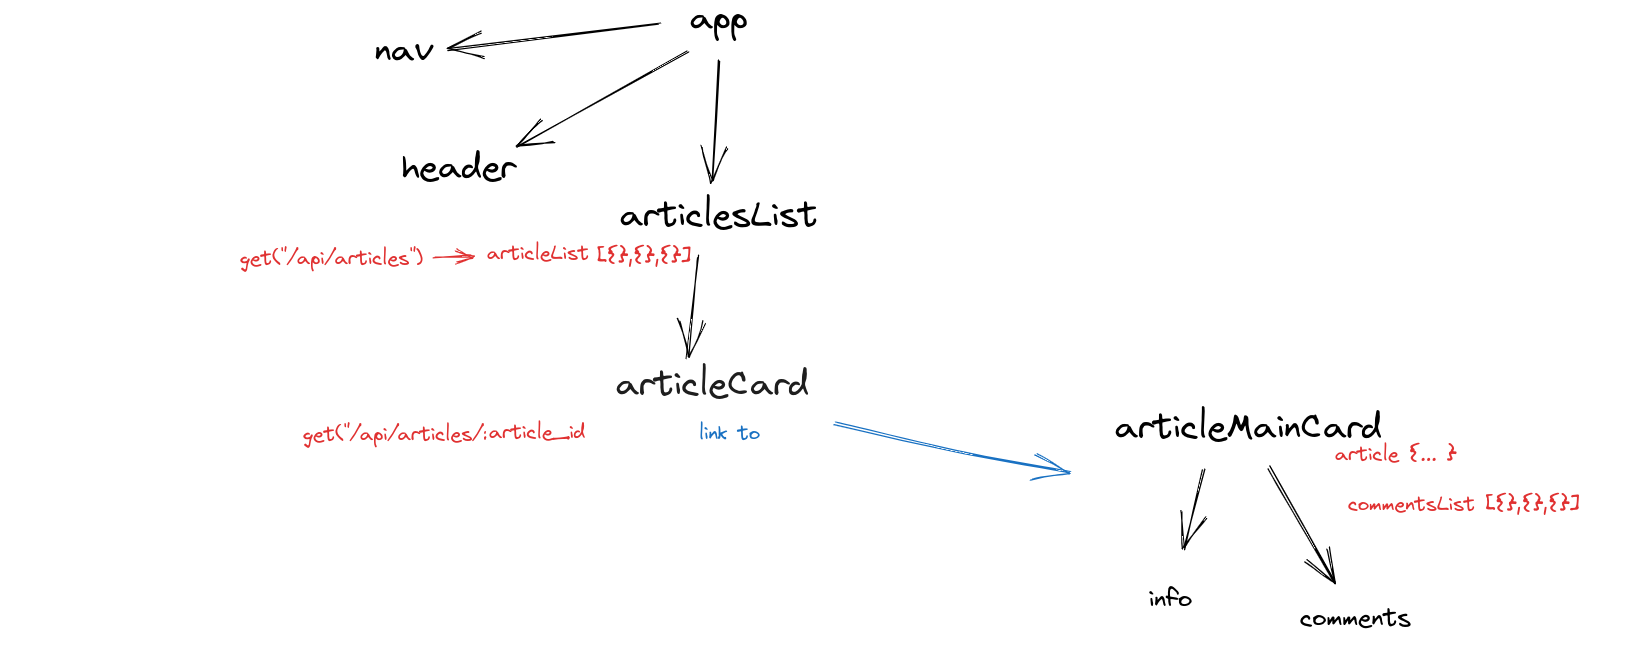 app
nav
header
articlesList
get("/api/articles") articleList [{},{},{}]
articleCard
get("/api/articles/:article_id
link to
articleMainCard
article {... }
commentsList [{},{},{}]
info
comments